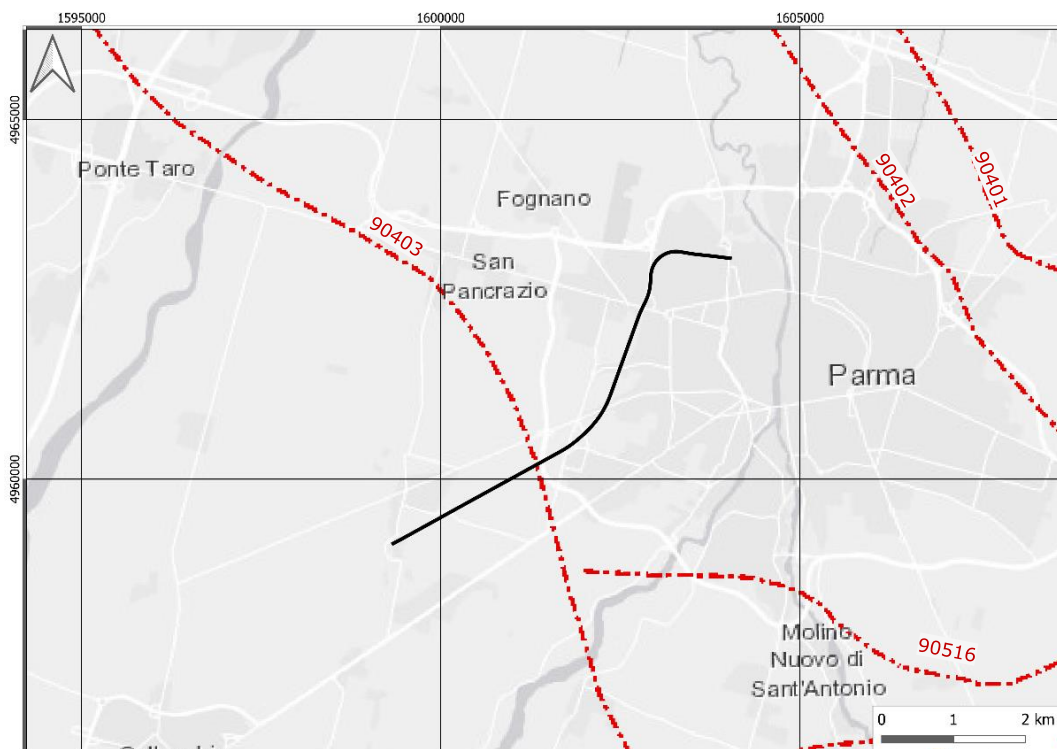 1595000
1600000
1605000
4965000
Ponte Taro
90402
90401
Fognano
90403
San
Pancrazio
Parma
4960000
Molino
Nuovo di
Sant'Antonio
90516
0 1 2 km